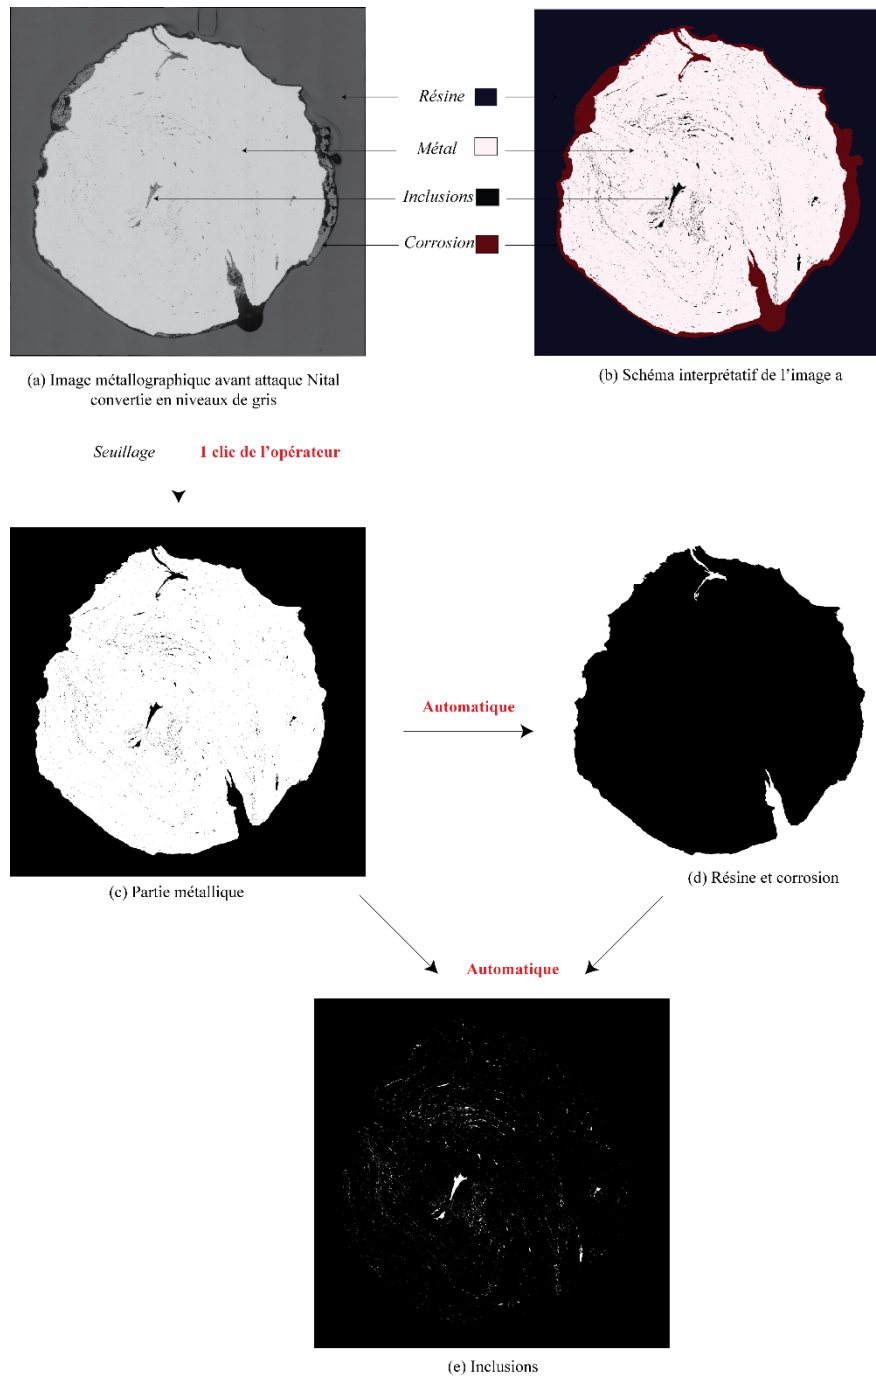 Résine
Métal
Inclusions
Corrosion
(a) Image métallographique avant attaque Nital
convertie en niveaux de gris
(b) Schéma interprétatif de l’image a
Seuillage 1 clic de l’opérateur
Automatique
(c) Partie métallique
(d) Résine et corrosion
Automatique
(e) Inclusions